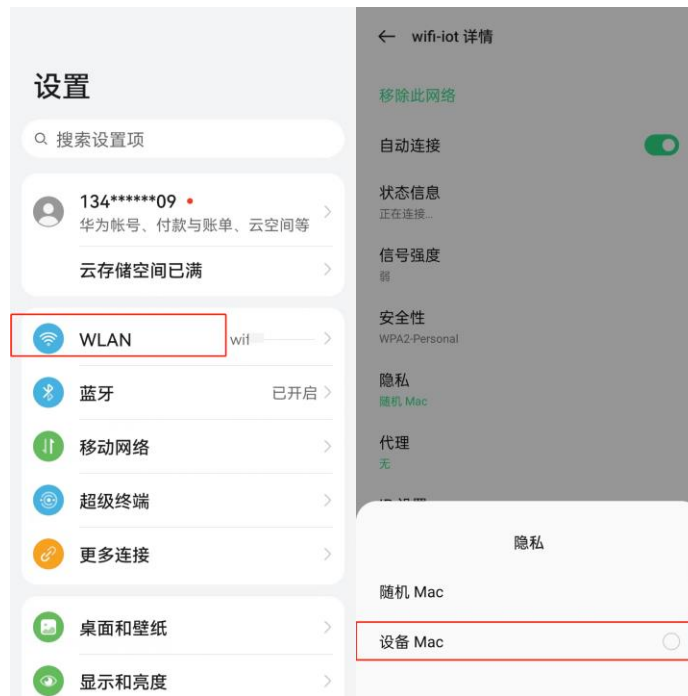 设置
搜索设置项
134******09
华为帐号、付款与账单、云空间等
云存储空间已满
WLAN
wif
蓝牙
已开启
移动网络
超级终端
更多连接
桌面和壁纸
显示和亮度
wifi-iot 详情
移除此网络
自动连接
状态信息
正在连接...
信号强度
弱
安全性
WPA2-Personal
隐私
随机 Mac
代理
无
隐私
随机 Mac
设备 Mac